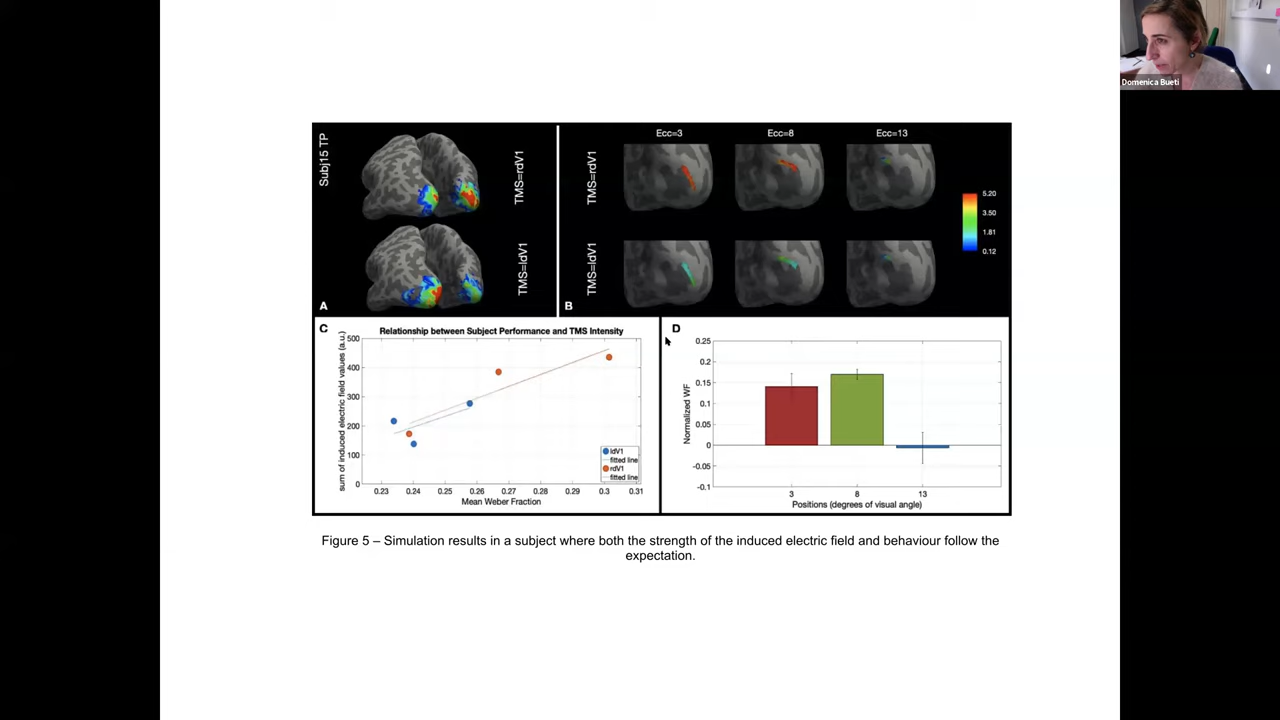 Domenica Bueti
Subj15 TP
TMS=rdV1
TMS=ldV1
A
Ecc=3
Ecc=8
Ecc=13
TMS=rdV1
TMS=ldV1
B
5.20
3.50
1.81
0.12
C
Relationship between Subject Performance and TMS Intensity
sum of induced electric field values (a.u.)
500
400
300
200
100
0
0.23
0.24
0.25
0.26
0.27
0.28
0.29
0.3
0.31
Mean Weber Fraction
ldV1
fitted line
rdV1
fitted line
D
Normalized WF
0.25
0.2
0.15
0.1
0.05
0
-0.05
-0.1
3
8
13
Positions (degrees of visual angle)
Figure 5 – Simulation results in a subject where both the strength of the induced electric field and behaviour follow the
expectation.